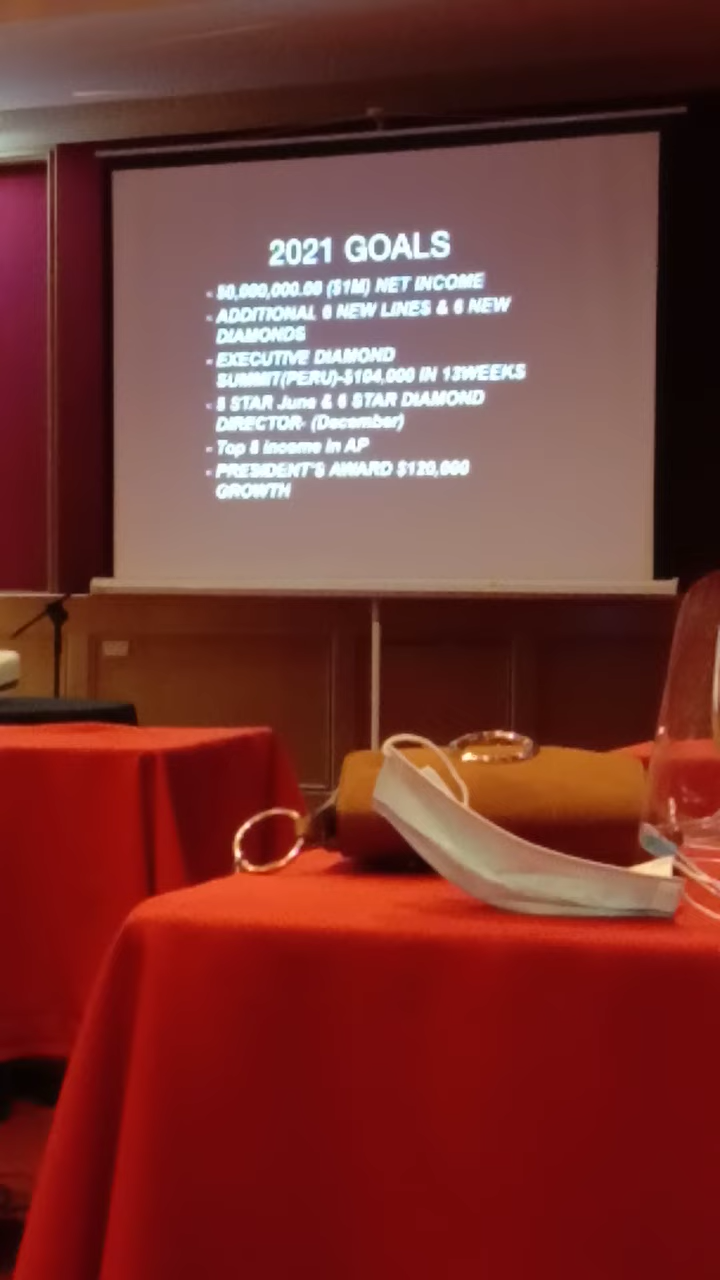 2021 GOALS
- 50,000,000.00 ($1M) NET INCOME
- ADDITIONAL 6 NEW LINES & 6 NEW
DIAMONDS
- EXECUTIVE DIAMOND
SUMMIT(PERU)-$104,000 IN 13WEEKS
STAR June & 6 STAR DIAMOND
DIRECTOR- (December)
- Top 5 income in AP
- PRESIDENT'S AWARD $120,000
GROWTH